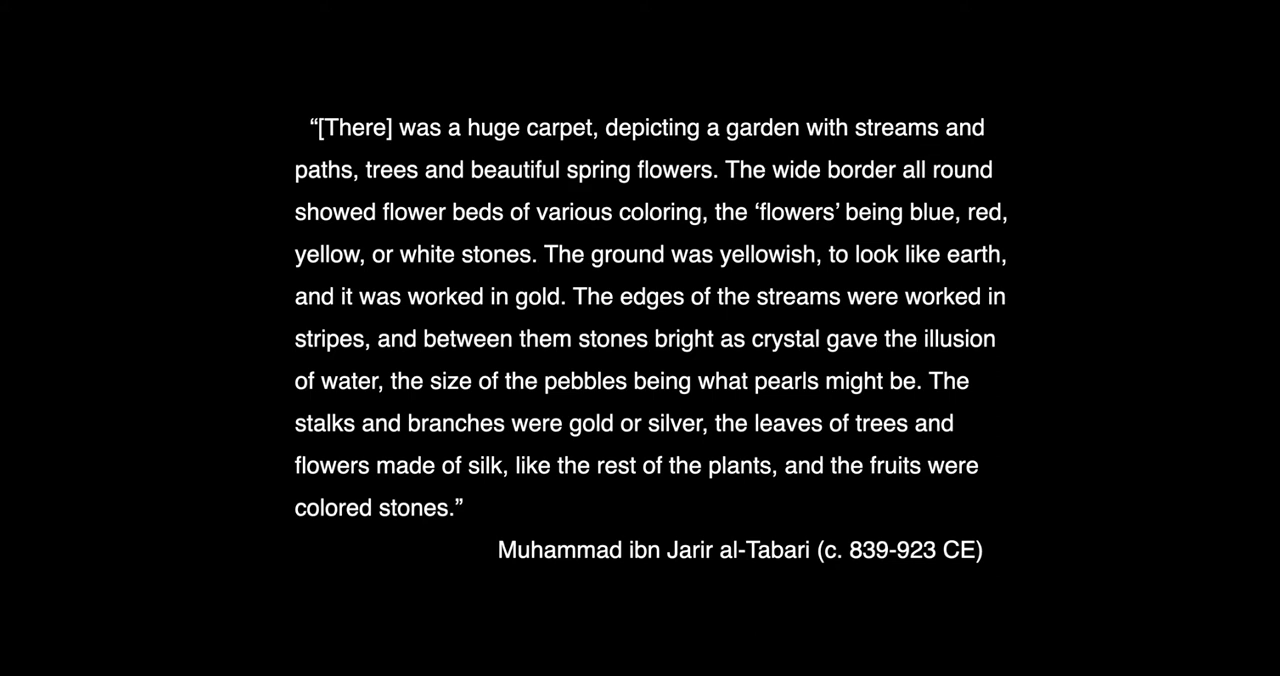 “[There] was a huge carpet, depicting a garden with streams and
paths, trees and beautiful spring flowers. The wide border all round
showed flower beds of various coloring, the ‘flowers’ being blue, red,
yellow, or white stones. The ground was yellowish, to look like earth,
and it was worked in gold. The edges of the streams were worked in
stripes, and between them stones bright as crystal gave the illusion
of water, the size of the pebbles being what pearls might be. The
stalks and branches were gold or silver, the leaves of trees and
flowers made of silk, like the rest of the plants, and the fruits were
colored stones.”
Muhammad ibn Jarir al-Tabari (c. 839-923 CE)